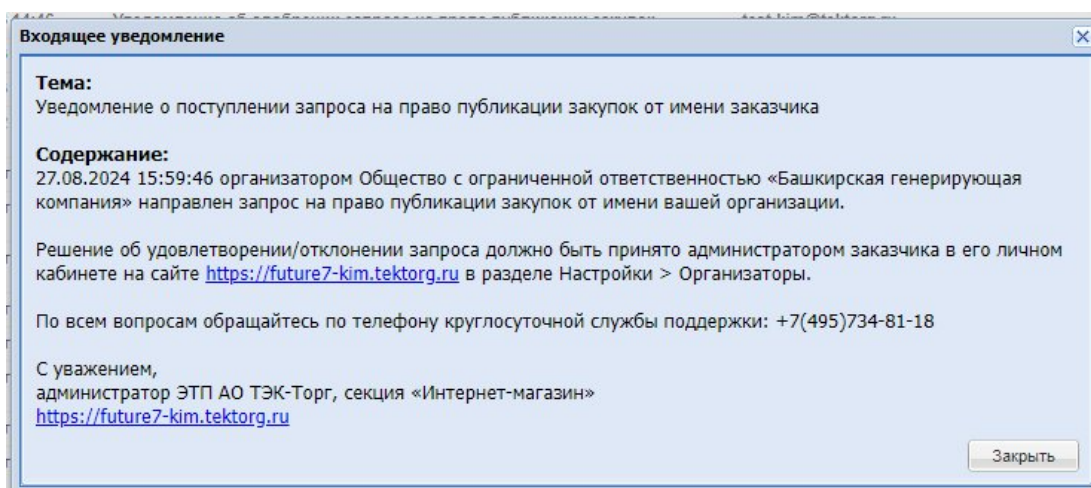 Входящее уведомление
Тема:
Уведомление о поступлении запроса на право публикации закупок от имени заказчика
Содержание:
27.08.2024 15:59:46 организатором Общество с ограниченной ответственностью «Башкирская генерирующая
компания» направлен запрос на право публикации закупок от имени вашей организации.
Решение об удовлетворении/отклонении запроса должно быть принято администратором заказчика в его личном
кабинете на сайте https://future7-kim.tektorg.ru в разделе Настройки > Организаторы.
По всем вопросам обращайтесь по телефону круглосуточной службы поддержки: +7(495)734-81-18
С уважением,
администратор ЭТП АО ТЭК-Торг, секция «Интернет-магазин»
https://future7-kim.tektorg.ru
Закрыть